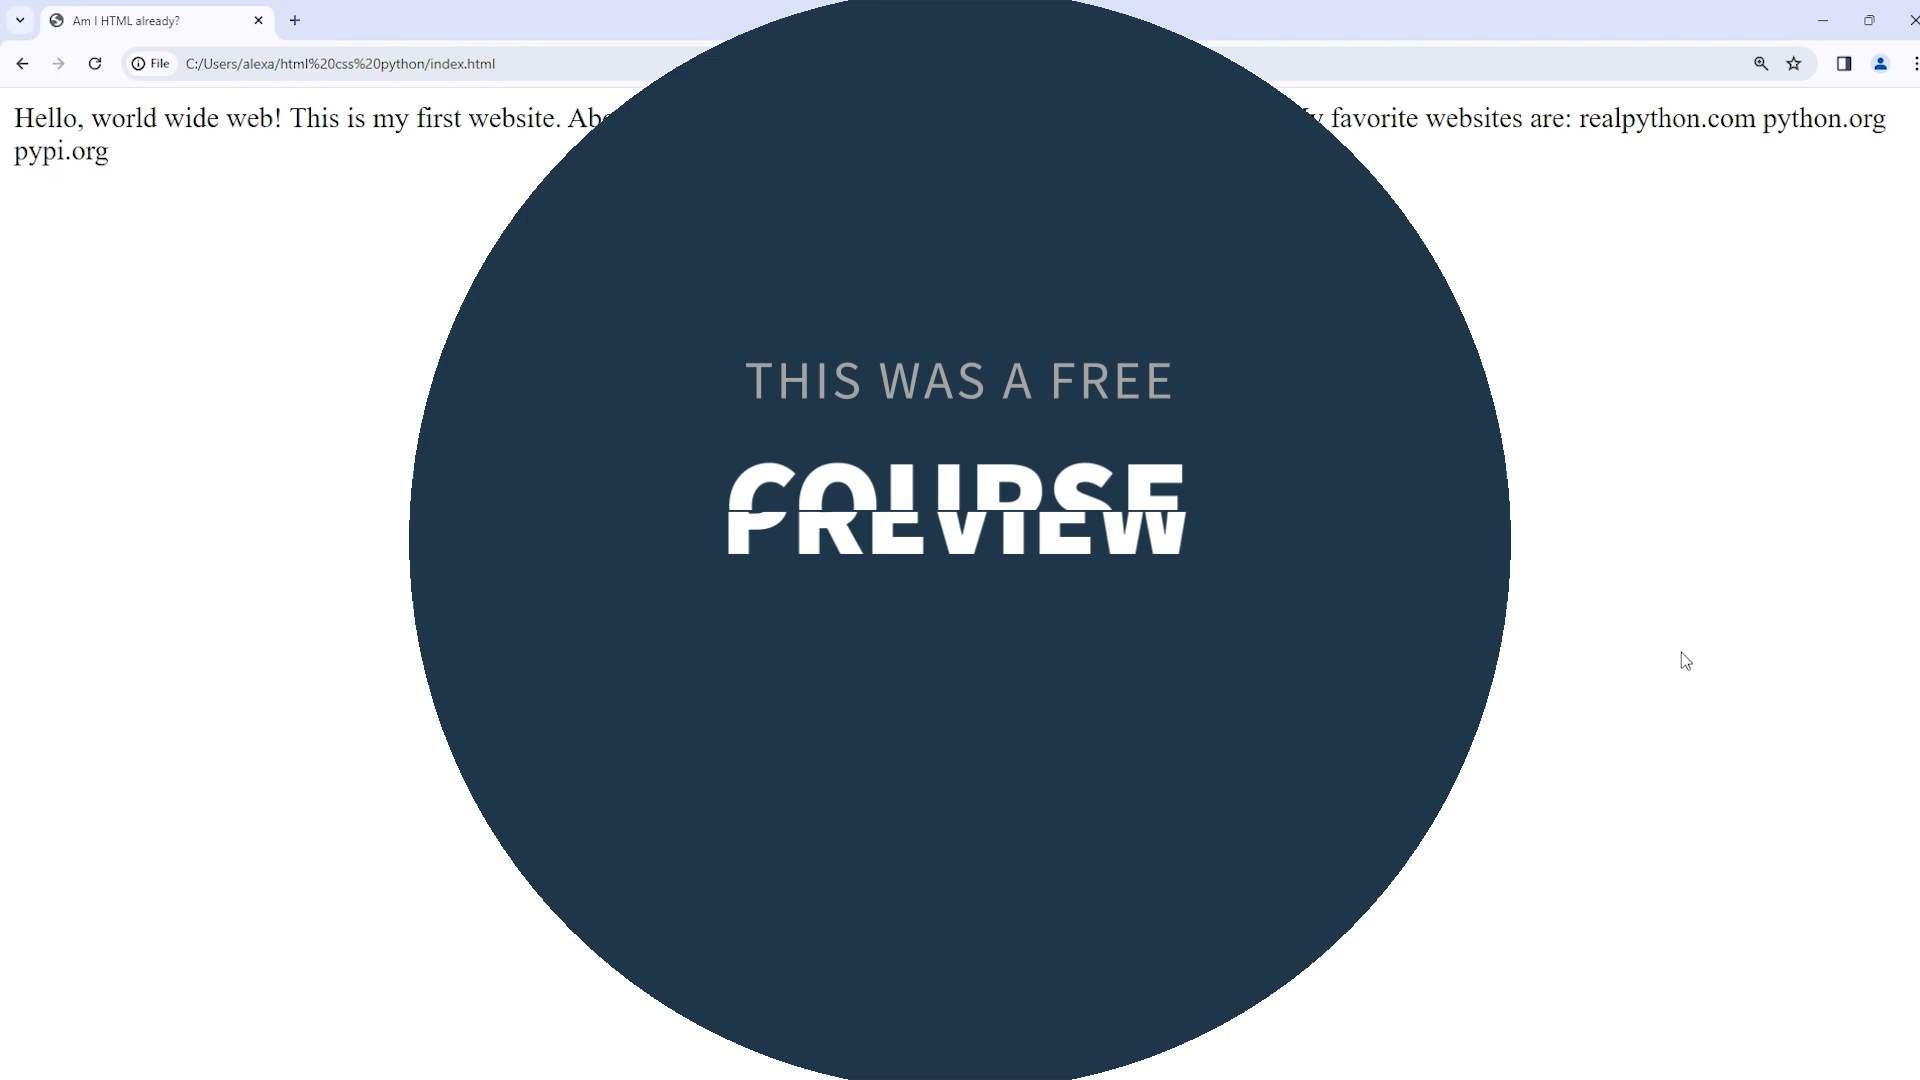 Am I HTML already?
File C:/Users/alexa/html%20css%20python/index.html
Hello, world wide web! This is my first website. favorite websites are: realpython.com python.org
pypi.org
THIS WAS A FREE
COURSE
PREVIEW